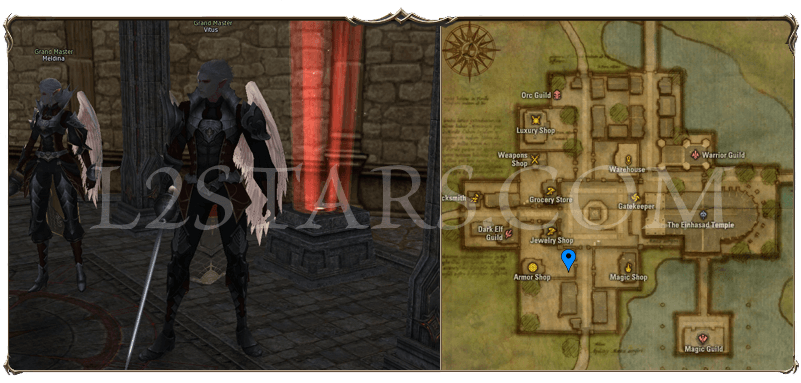 Grand Master
Vitus
Grand Master
Meldina
Orc Guild
Luxury Shop
Weapons
Shop
Warehouse
Warrior Guild
cksmith
Grocery Store
Gatekeeper
L2STARS.COM
The Einhasad Temple
Dark Elf
Guild
Jewelry Shop
Armor Shop
Magic Shop
Magic Guild